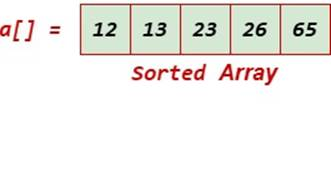 a[] = 12 13 23 26 65
Sorted Array